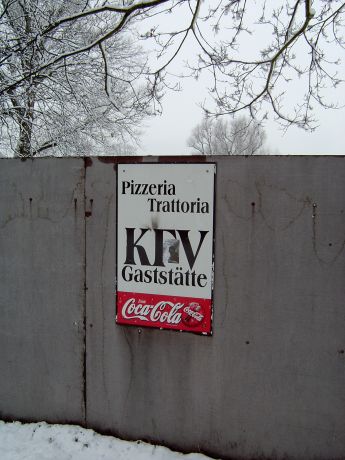 Pizzeria
Trattoria
KFV
Gaststätte
Coca-Cola